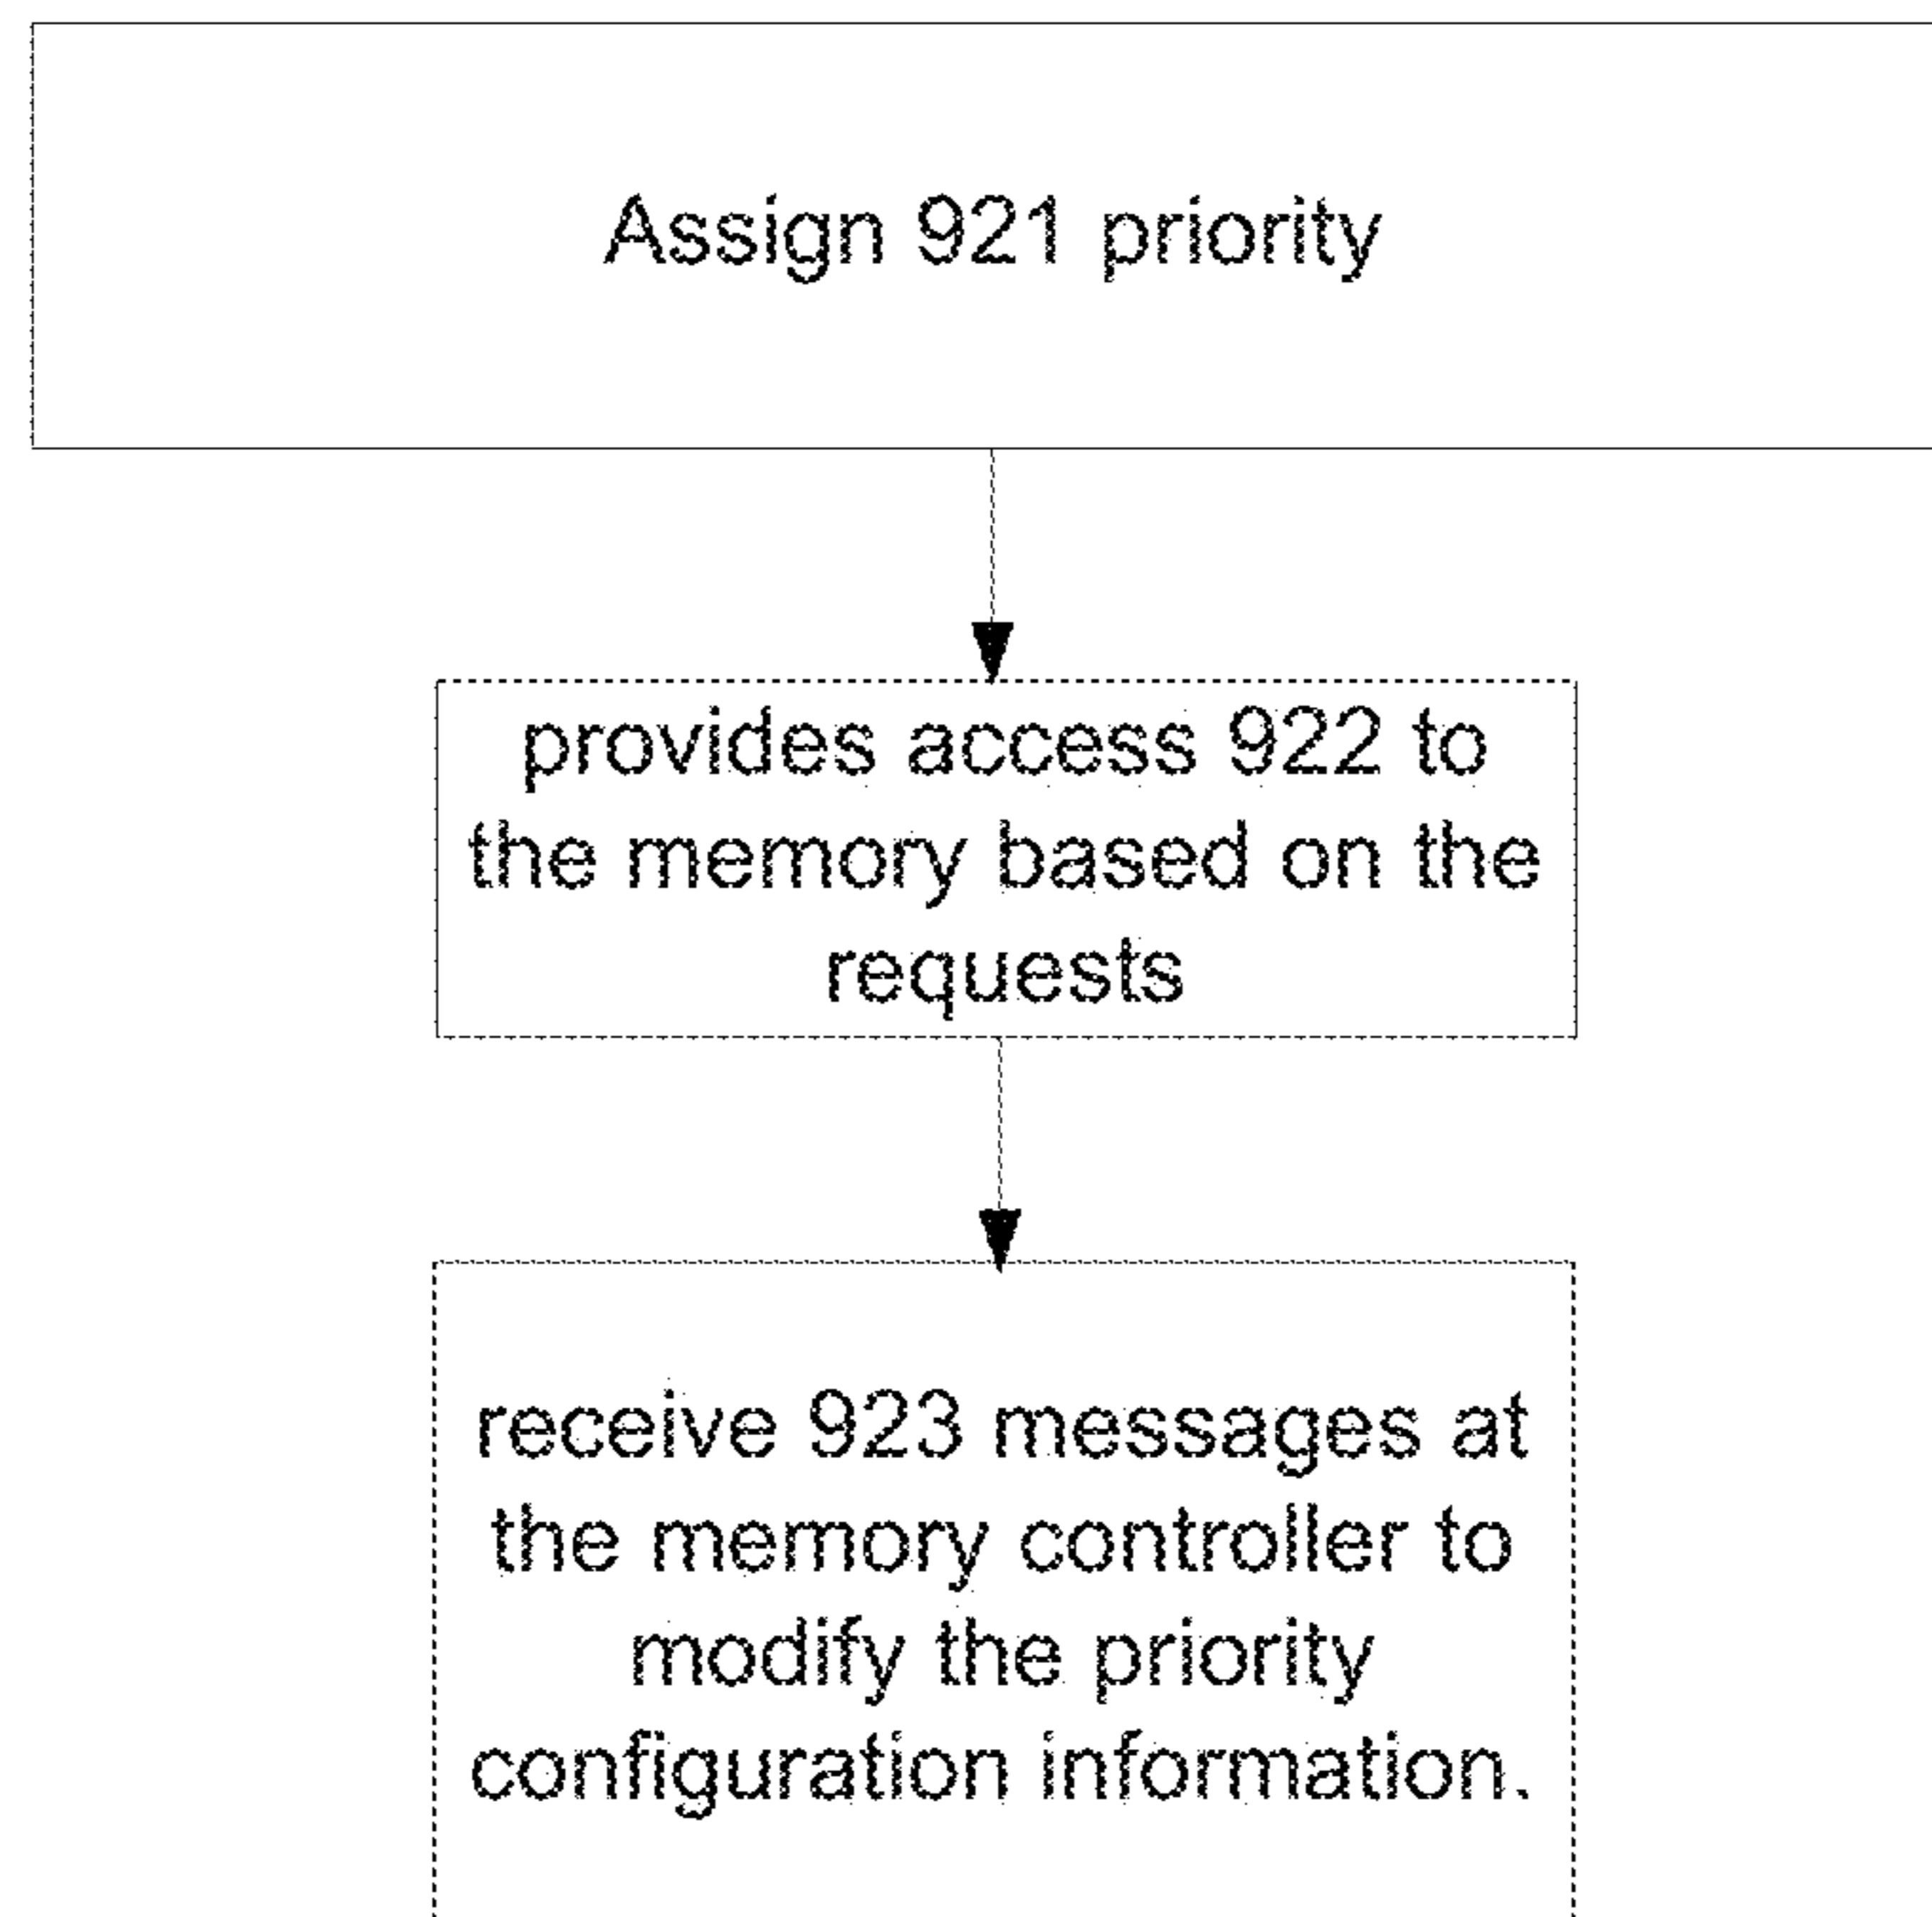 Assign 921 priority
provides access 922 to
the memory based on the
requests
receive 923 messages at
the memory controller to
modify the priority
configuration information.